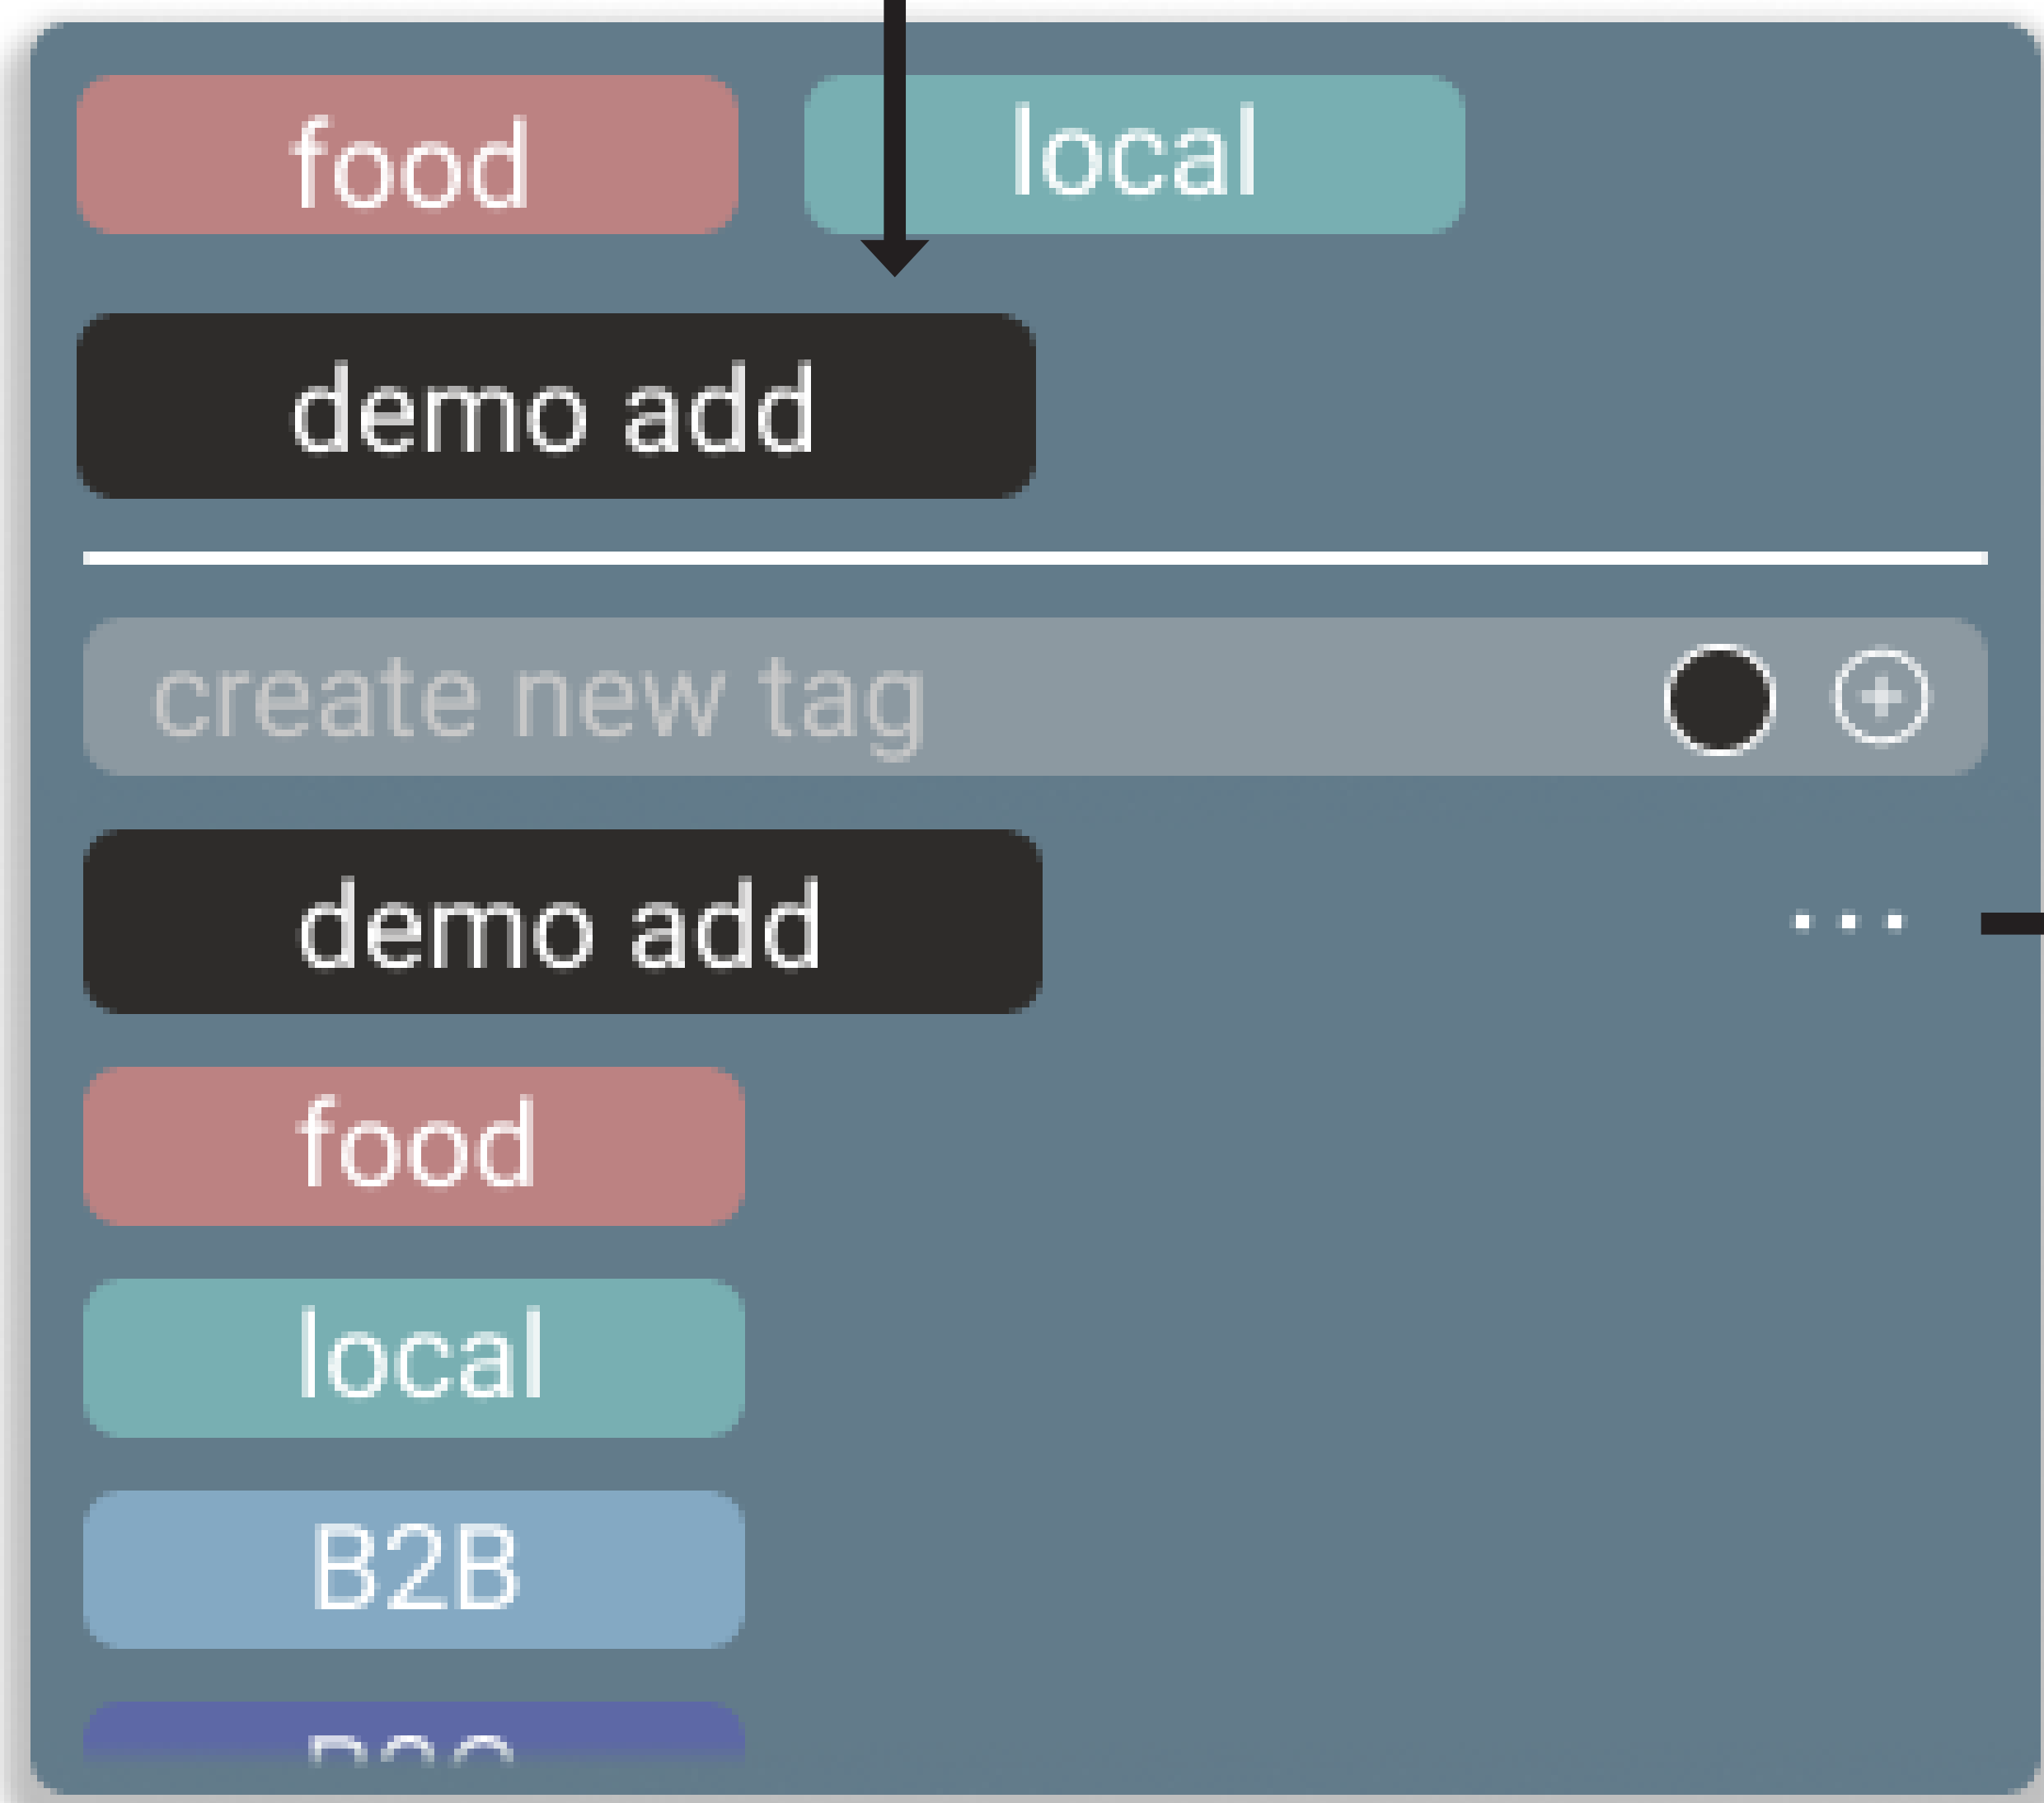 food local
demo add
create new tag
demo add
food
local
B2B